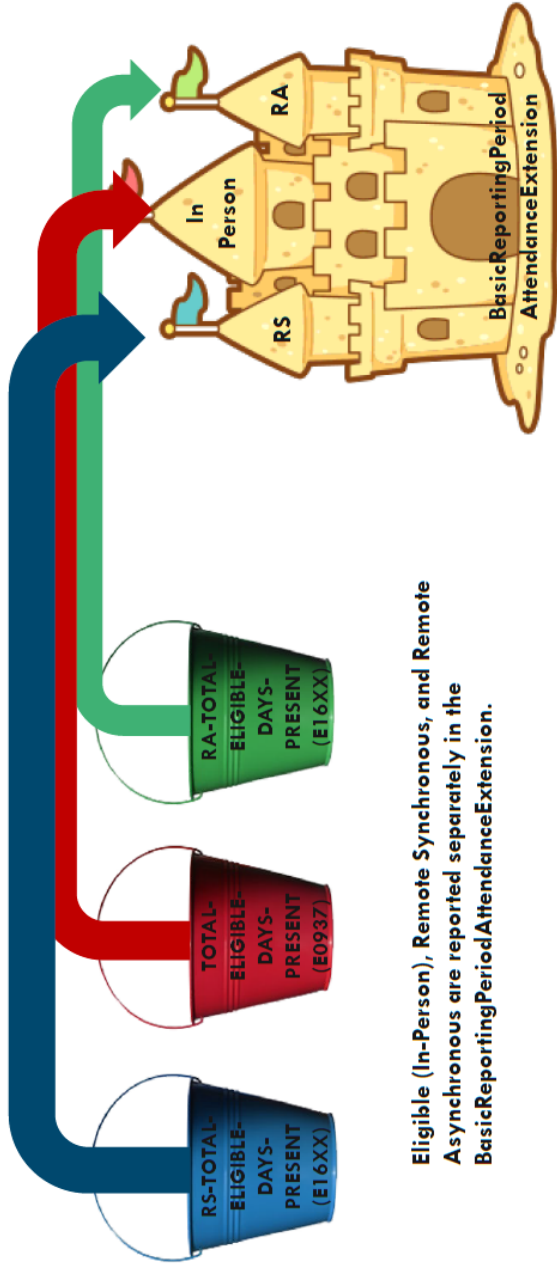 RS-TOTAL-
ELIGIBLE-
DAYS-
PRESENT
(E16XX)
TOTAL-
ELIGIBLE-
DAYS-
PRESENT
(E0937)
RA-TOTAL-
ELIGIBLE-
DAYS-
PRESENT
(E16XX)
RS
In
Person
RA
BasicReportingPeriod
AttendanceExtension
Eligible (In-Person), Remote Synchronous, and Remote
Asynchronous are reported separately in the
BasicReportingPeriodAttendanceExtension.